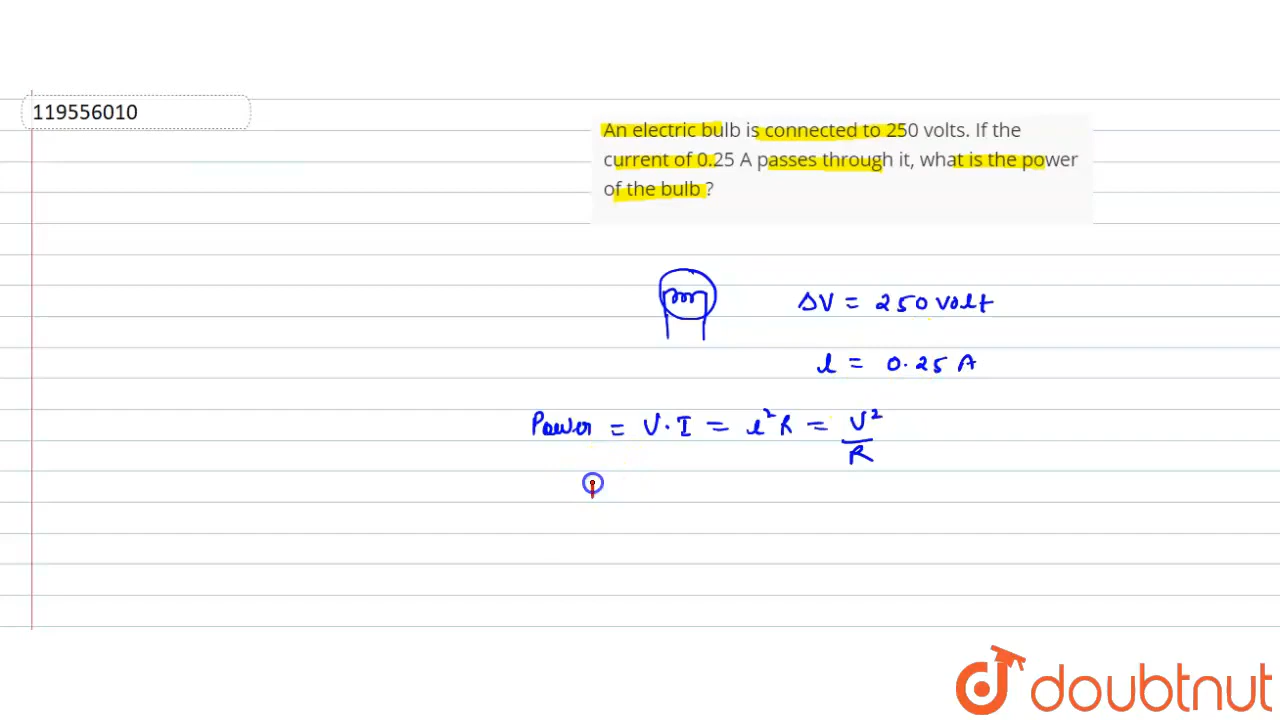 119556010
An electric bulb is connected to 250 volts. If the
current of 0.25 A passes through it, what is the power
of the bulb ?
ΔV = 250 volt
i = 0.25 A
Power = V·I = i²R = V²/R
doubtnut